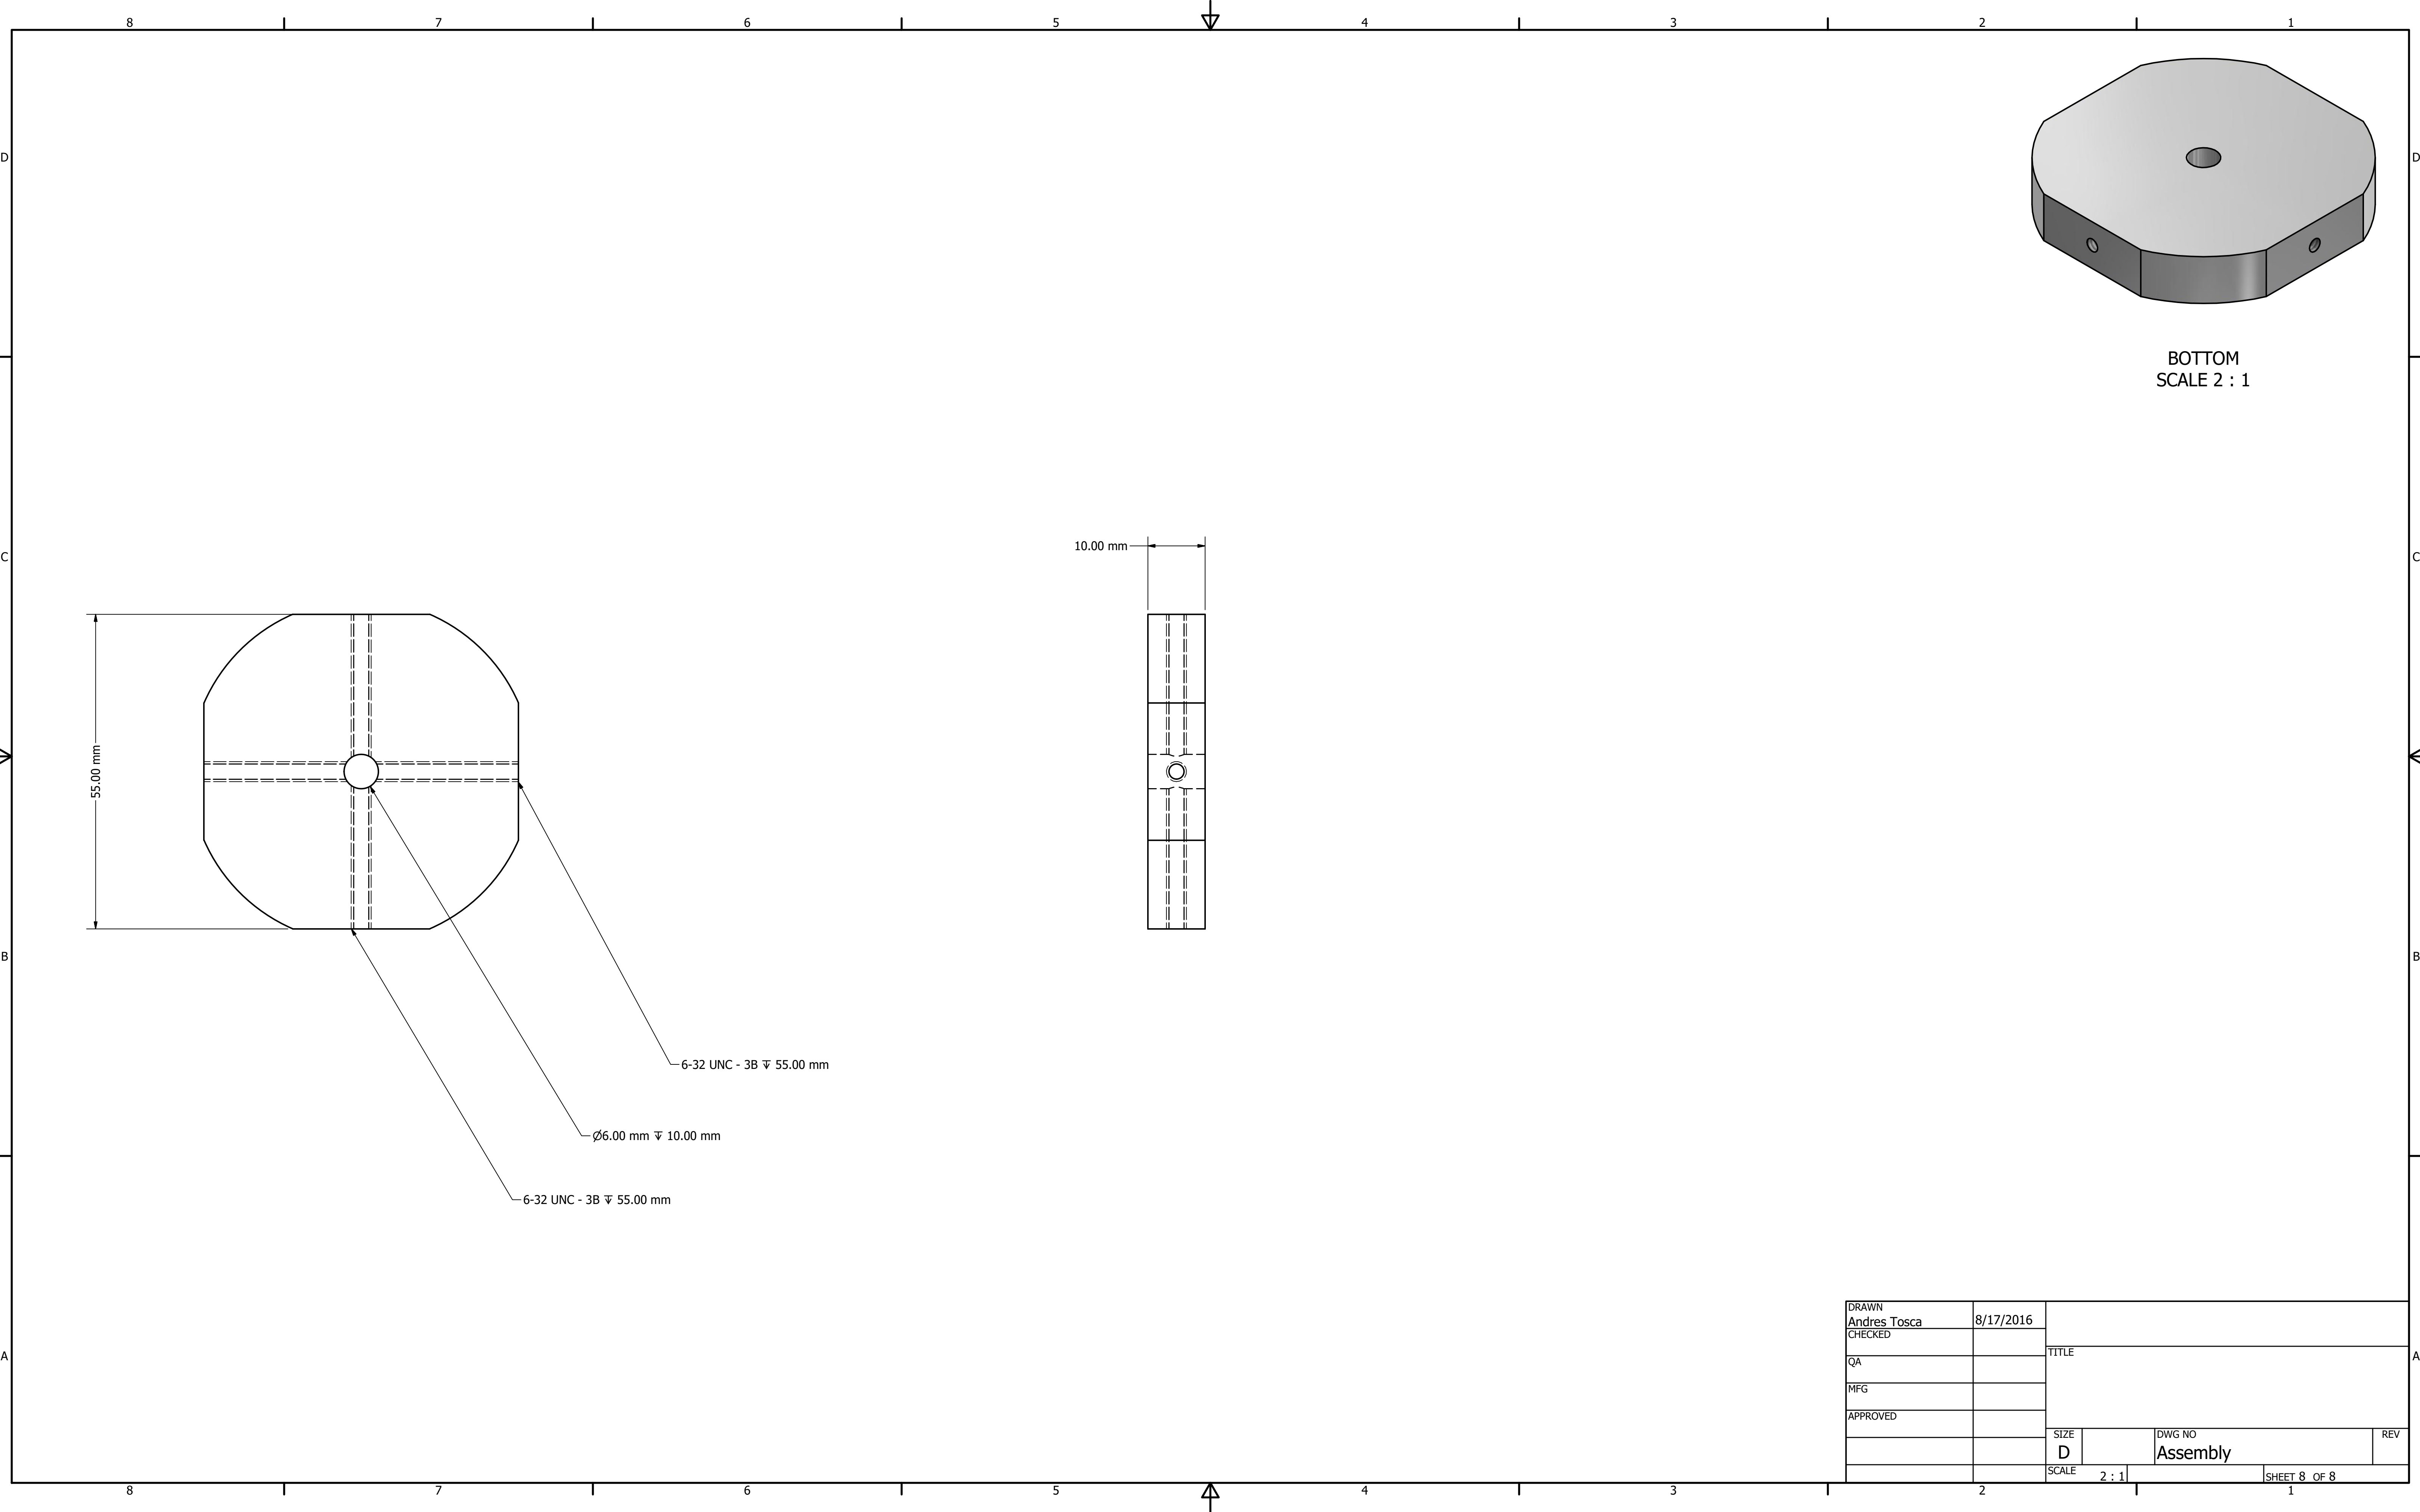 8 7 6 5 4 3 2 1
D D
BOTTOM
SCALE 2 : 1
10.00 mm
C C
55.00 mm
B B
6-32 UNC - 3B ↧ 55.00 mm
⌀6.00 mm ↧ 10.00 mm
6-32 UNC - 3B ↧ 55.00 mm
DRAWN
Andres Tosca 8/17/2016
CHECKED
TITLE
A A
QA
MFG
APPROVED
SIZE DWG NO REV
D Assembly
SCALE 2 : 1 SHEET 8 OF 8
8 7 6 5 4 3 2 1